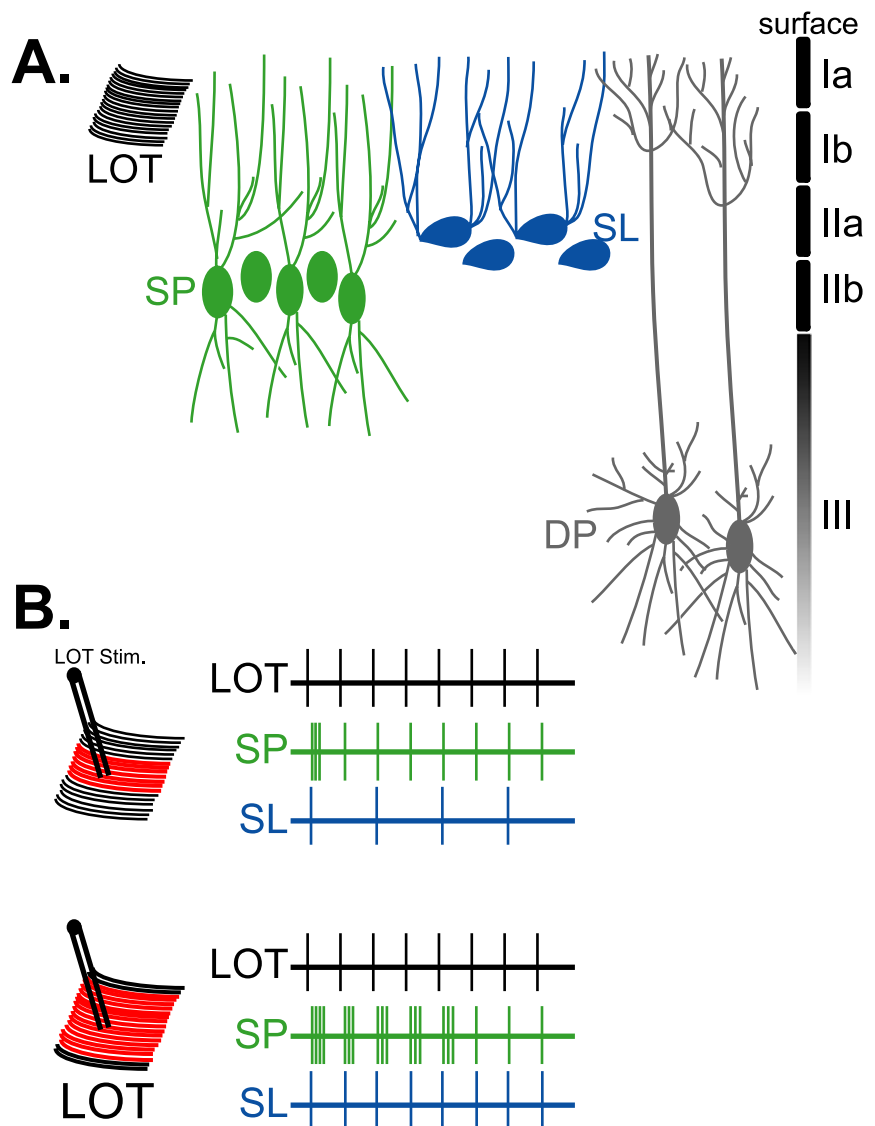 surface
A.
Ia
LOT
Ib
IIa
SL
SP
IIb
III
DP
B.
LOT Stim.
LOT
SP
SL
LOT
SP
LOT
SL